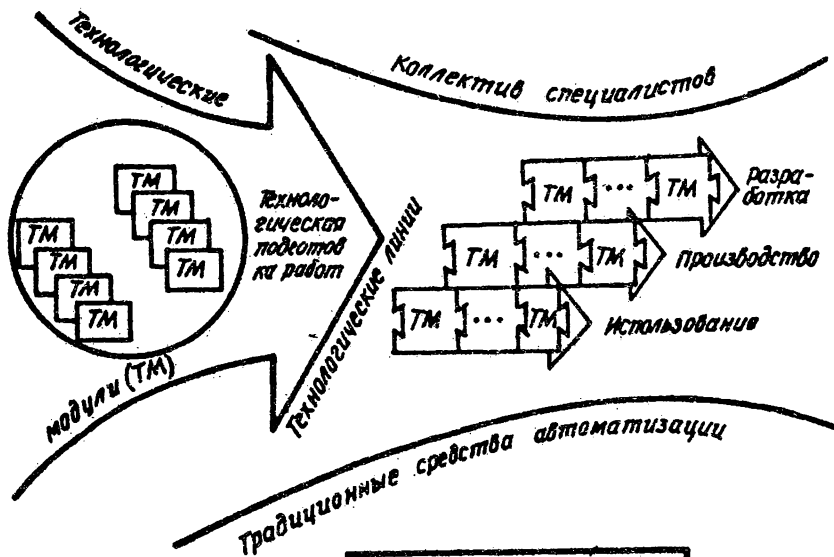 Технологические
Коллектив специалистов
ТМ
ТМ
ТМ
ТМ
ТМ
ТМ
ТМ
ТМ
Техноло-
гическая
подготов
ка работ
Технологические линии
ТМ ... ТМ
Разра-
ботка
ТМ ... ТМ
Производство
ТМ ... ТМ
Использование
модули (ТМ)
Традиционные средства автоматизации